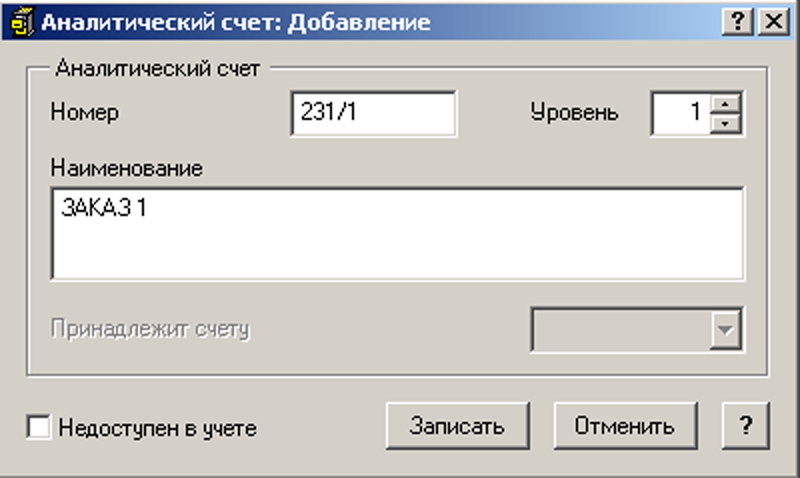 Аналитический счет: Добавление
Аналитический счет
Номер 231/1 Уровень 1
Наименование
ЗАКАЗ 1
Принадлежит счету
Недоступен в учете Записать Отменить ?